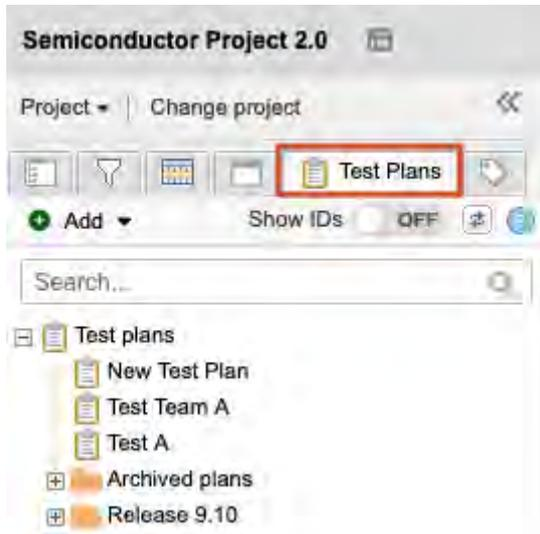 Semiconductor Project 2.0
Project Change project
Test Plans
Add Show IDs OFF
Search...
Test plans
New Test Plan
Test Team A
Test A
Archived plans
Release 9.10